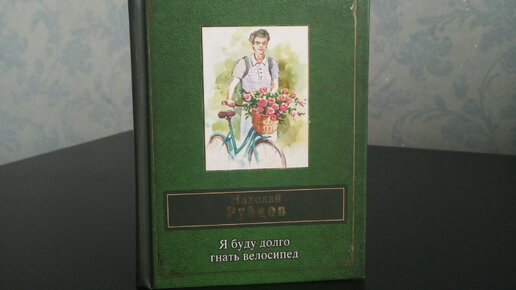 Николай
Рубцов
Я буду долго
гнать велосипед